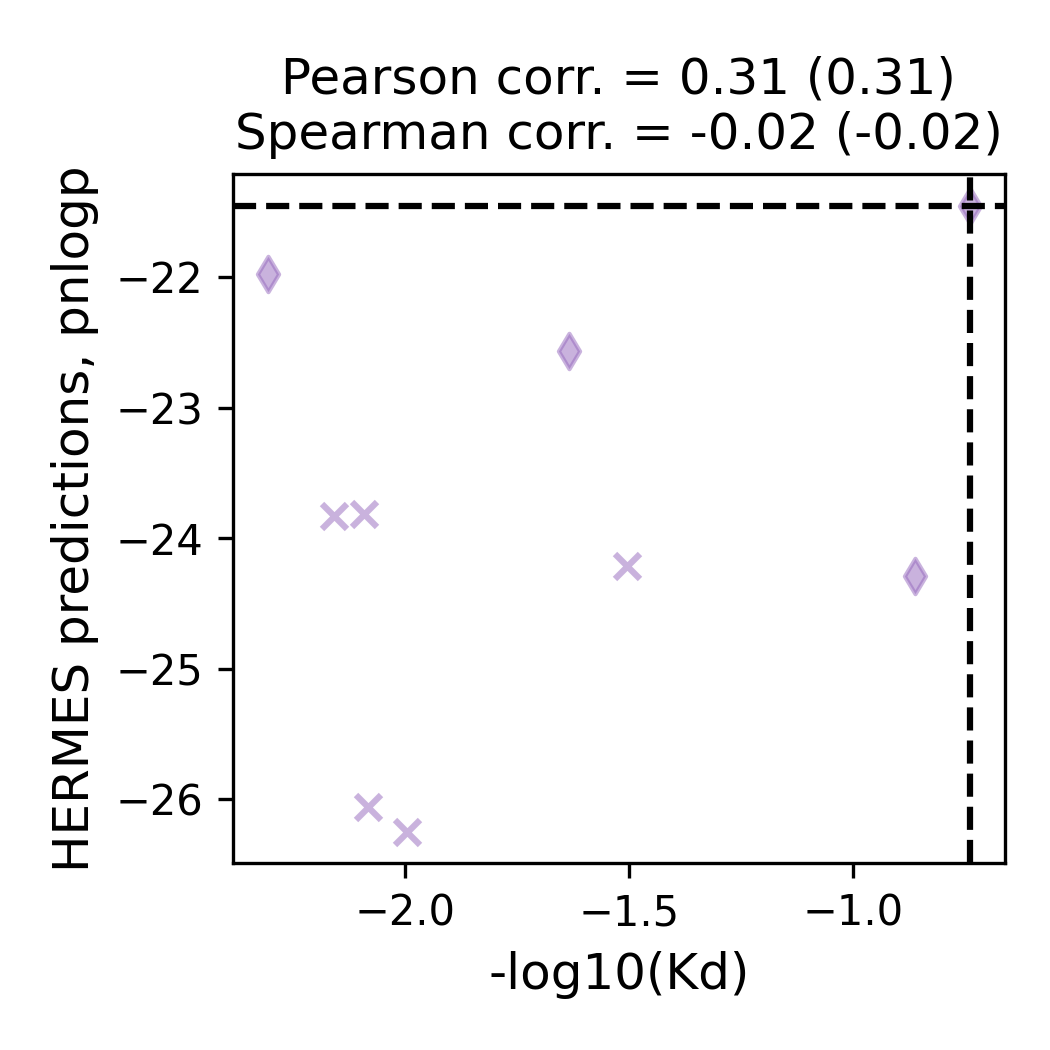 Pearson corr. = 0.31 (0.31)
Spearman corr. = -0.02 (-0.02)
HERMES predictions, pnlogp
−22
−23
−24
−25
−26
−2.0
−1.5
−1.0
-log10(Kd)